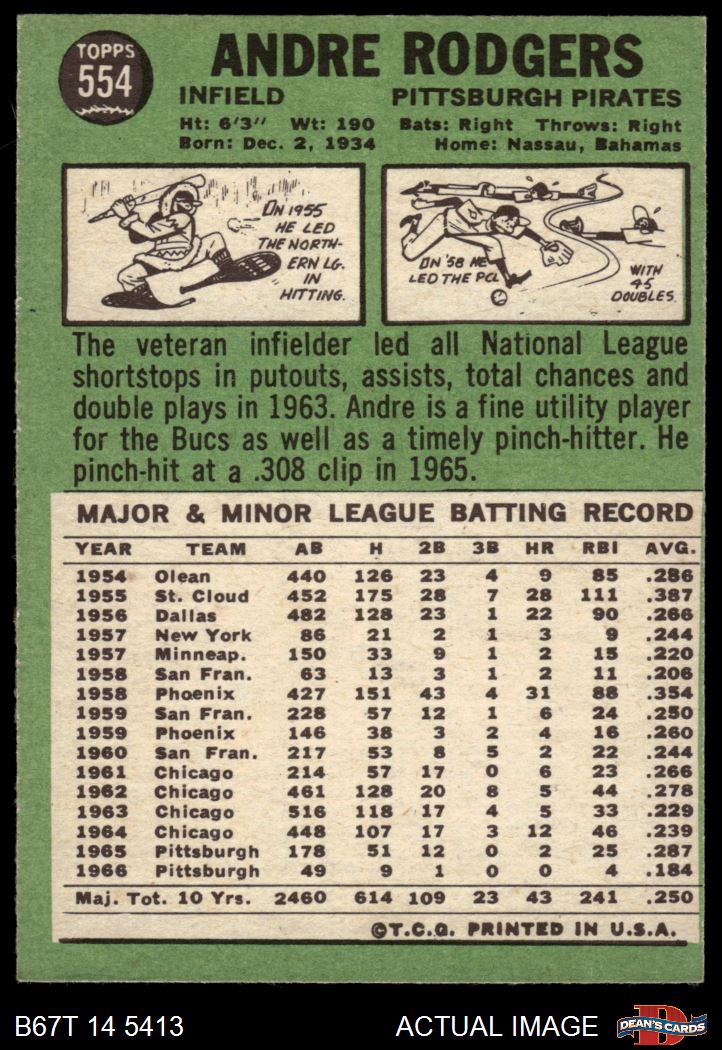 TOPPS
554
ANDRE RODGERS
INFIELD PITTSBURGH PIRATES
Ht: 6'3" Wt: 190 Bats: Right Throws: Right
Born: Dec. 2, 1934 Home: Nassau, Bahamas
ON 1955
HE LED
THE NORTH-
ERN LG.
IN
HITTING.
ON '58 HE
LED THE PCL
WITH
45
DOUBLES.
The veteran infielder led all National League
shortstops in putouts, assists, total chances and
double plays in 1963. Andre is a fine utility player
for the Bucs as well as a timely pinch-hitter. He
pinch-hit at a .308 clip in 1965.
MAJOR & MINOR LEAGUE BATTING RECORD
YEAR TEAM AB H 2B 3B HR RBI AVG.
1954 Olean 440 126 23 4 9 85 .286
1955 St. Cloud 452 175 28 7 28 111 .387
1956 Dallas 482 128 23 1 22 90 .266
1957 New York 86 21 2 1 3 9 .244
1957 Minneap. 150 33 9 1 2 15 .220
1958 San Fran. 63 13 3 1 2 11 .206
1958 Phoenix 427 151 43 4 31 88 .354
1959 San Fran. 228 57 12 1 6 24 .250
1959 Phoenix 146 38 3 2 4 16 .260
1960 San Fran. 217 53 8 5 2 22 .244
1961 Chicago 214 57 17 0 6 23 .266
1962 Chicago 461 128 20 8 5 44 .278
1963 Chicago 516 118 17 4 5 33 .229
1964 Chicago 448 107 17 3 12 46 .239
1965 Pittsburgh 178 51 12 0 2 25 .287
1966 Pittsburgh 49 9 1 0 0 4 .184
Maj. Tot. 10 Yrs. 2460 614 109 23 43 241 .250
©T.C.G. PRINTED IN U.S.A.
B67T 14 5413 ACTUAL IMAGE
D
DEAN'S CARDS